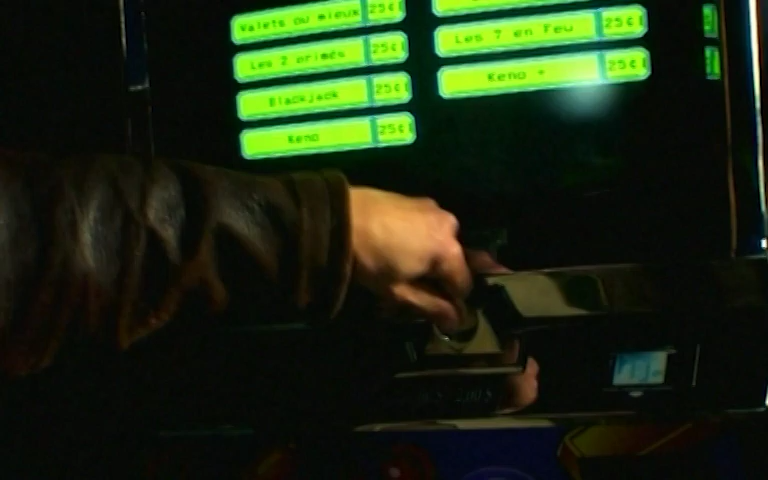 Valets ou mieux 25¢
Les 2 primés 25¢
Blackjack 25¢
Keno 25¢
Les 7 en Feu 25¢
Keno + 25¢